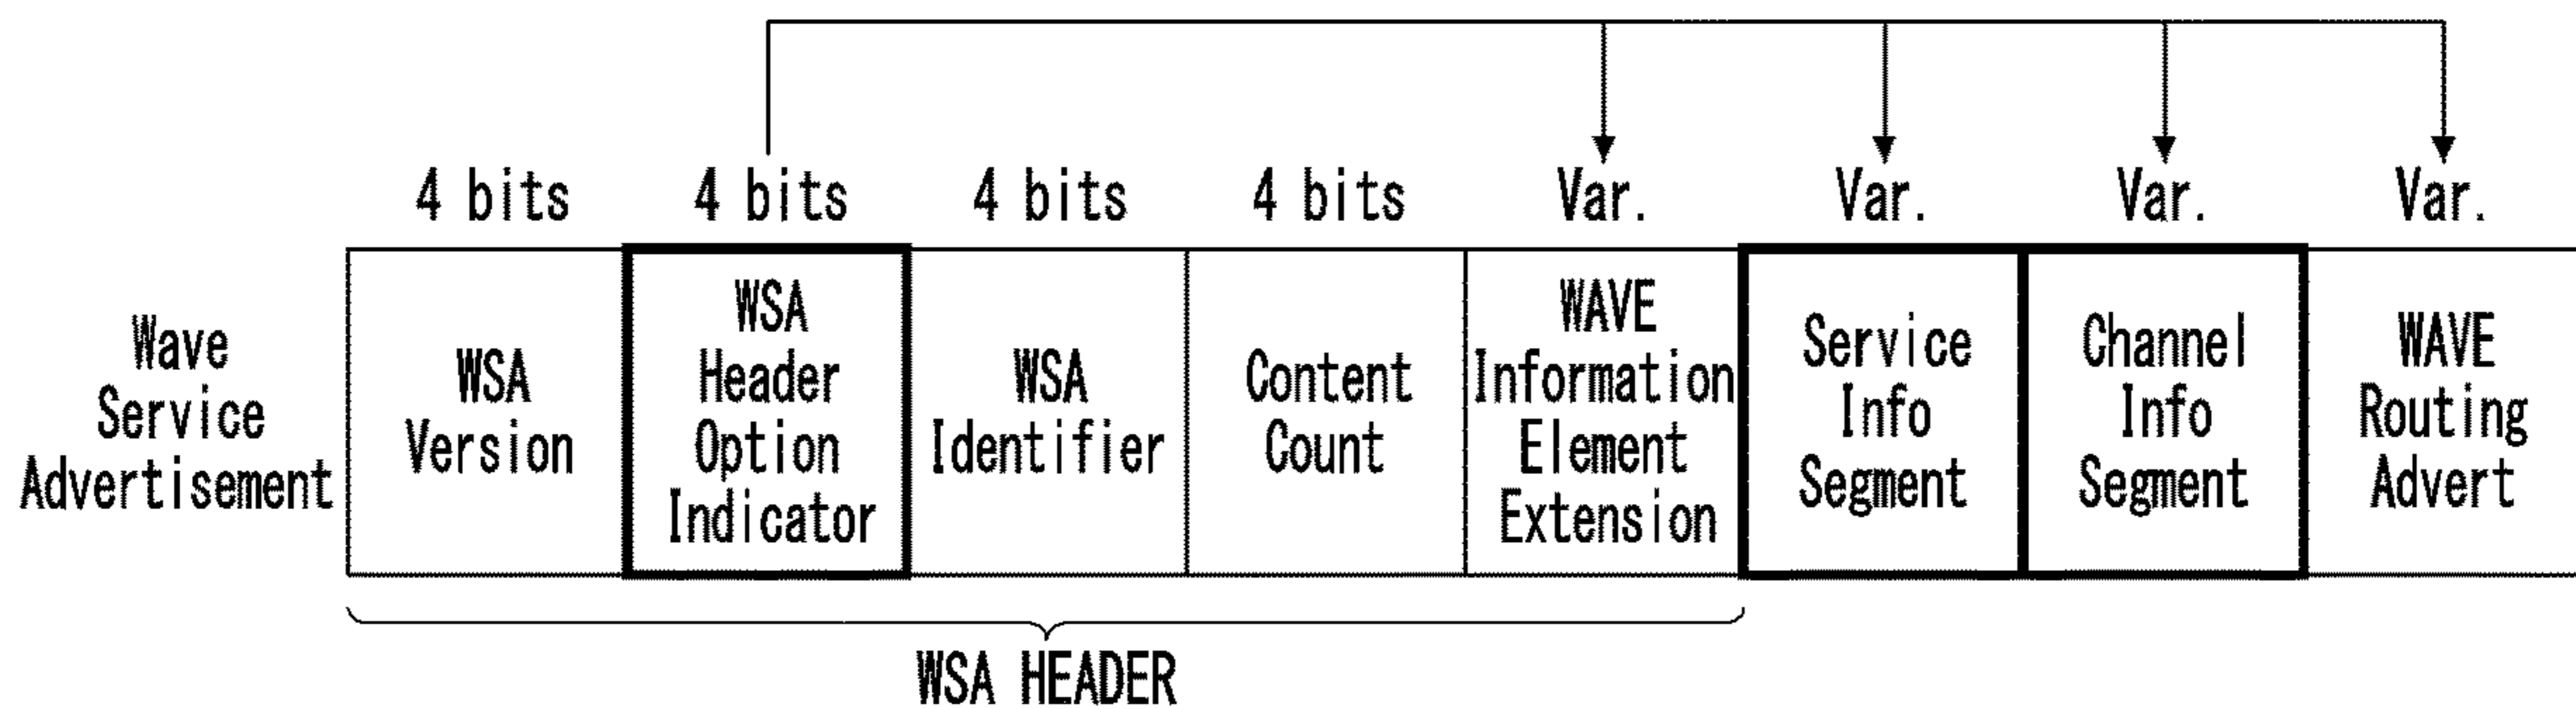 4 bits 4 bits 4 bits 4 bits Var. Var. Var. Var.
Wave
Service
Advertisement
WSA
Version
WSA
Header
Option
Indicator
WSA
Identifier
Content
Count
WAVE
Information
Element
Extension
Service
Info
Segment
Channel
Info
Segment
WAVE
Routing
Advert
WSA HEADER